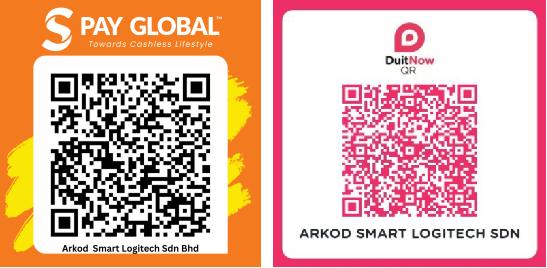 S PAY GLOBAL™
Towards Cashless Lifestyle
Arkod Smart Logitech Sdn Bhd
DuitNow
QR
ARKOD SMART LOGITECH SDN